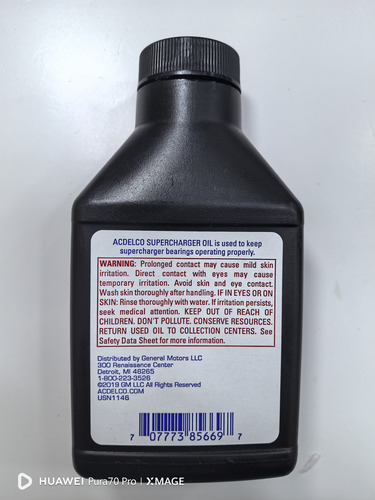 ACDELCO SUPERCHARGER OIL is used to keep
supercharger bearings operating properly.
WARNING: Prolonged contact may cause mild skin
irritation. Direct contact with eyes may cause
temporary irritation. Avoid skin and eye contact.
Wash skin thoroughly after handling. IF IN EYES OR ON
SKIN: Rinse thoroughly with water. If irritation persists,
seek medical attention. KEEP OUT OF REACH OF
CHILDREN. DON'T POLLUTE. CONSERVE RESOURCES.
RETURN USED OIL TO COLLECTION CENTERS. See
Safety Data Sheet for more information.
Distributed by General Motors LLC
300 Renaissance Center
Detroit, MI 48265
1-800-223-3526
©2019 GM LLC All Rights Reserved
ACDELCO.COM
USN1146
7 07773 85669 7
HUAWEI Pura70 Pro | XMAGE